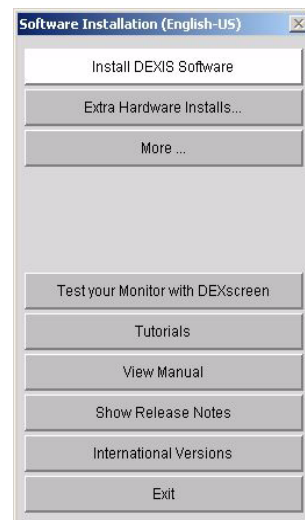 Software Installation (English-US)
Install DEXIS Software
Extra Hardware Installs...
More ...
Test your Monitor with DEXscreen
Tutorials
View Manual
Show Release Notes
International Versions
Exit